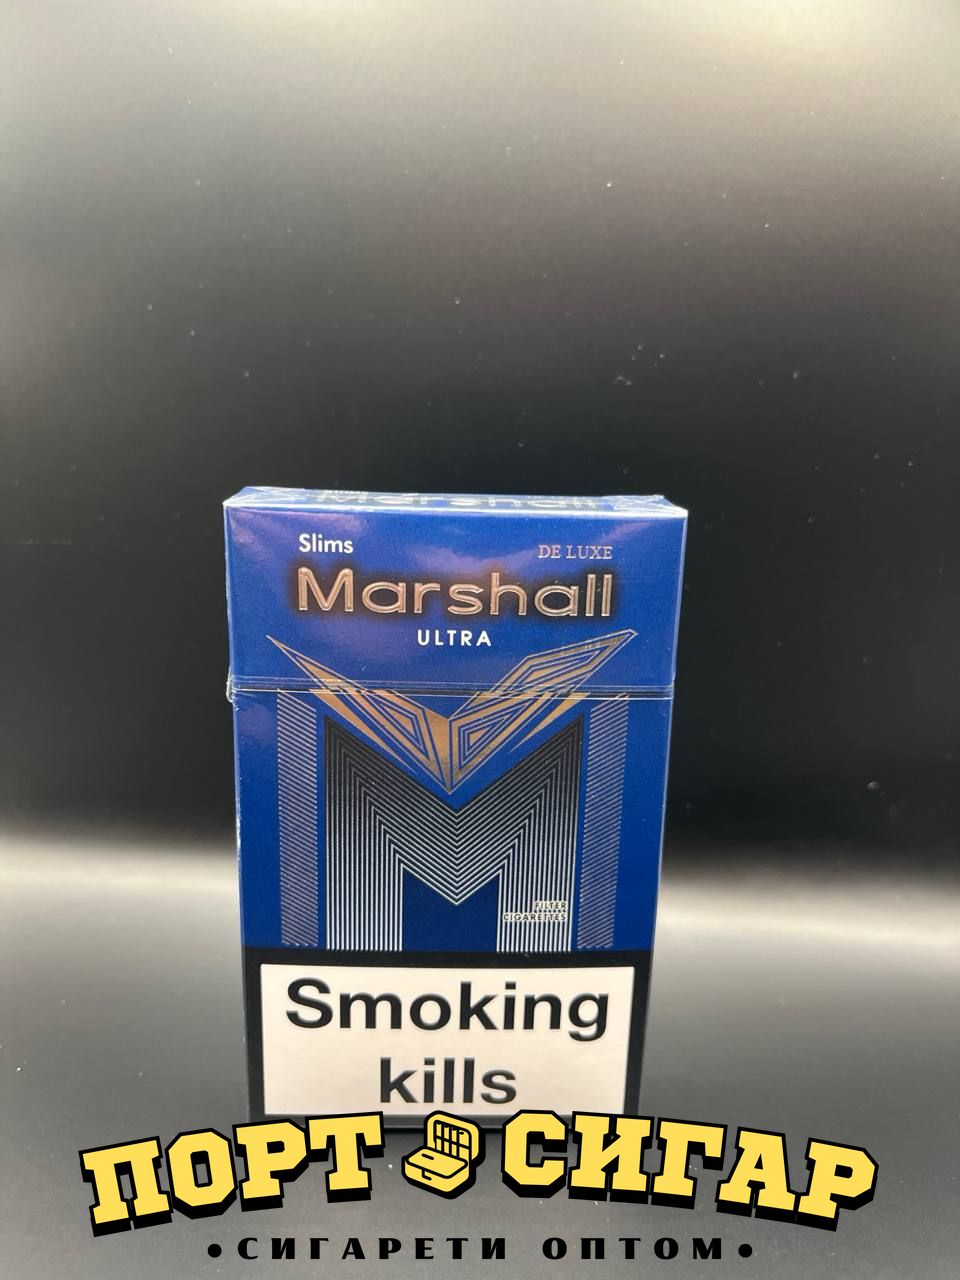 Slims
DE LUXE
Marshall
ULTRA
FILTER
CIGARETTES
Smoking
kills
ПОРТ СИГАР
•СИГАРЕТИ ОПТОМ•